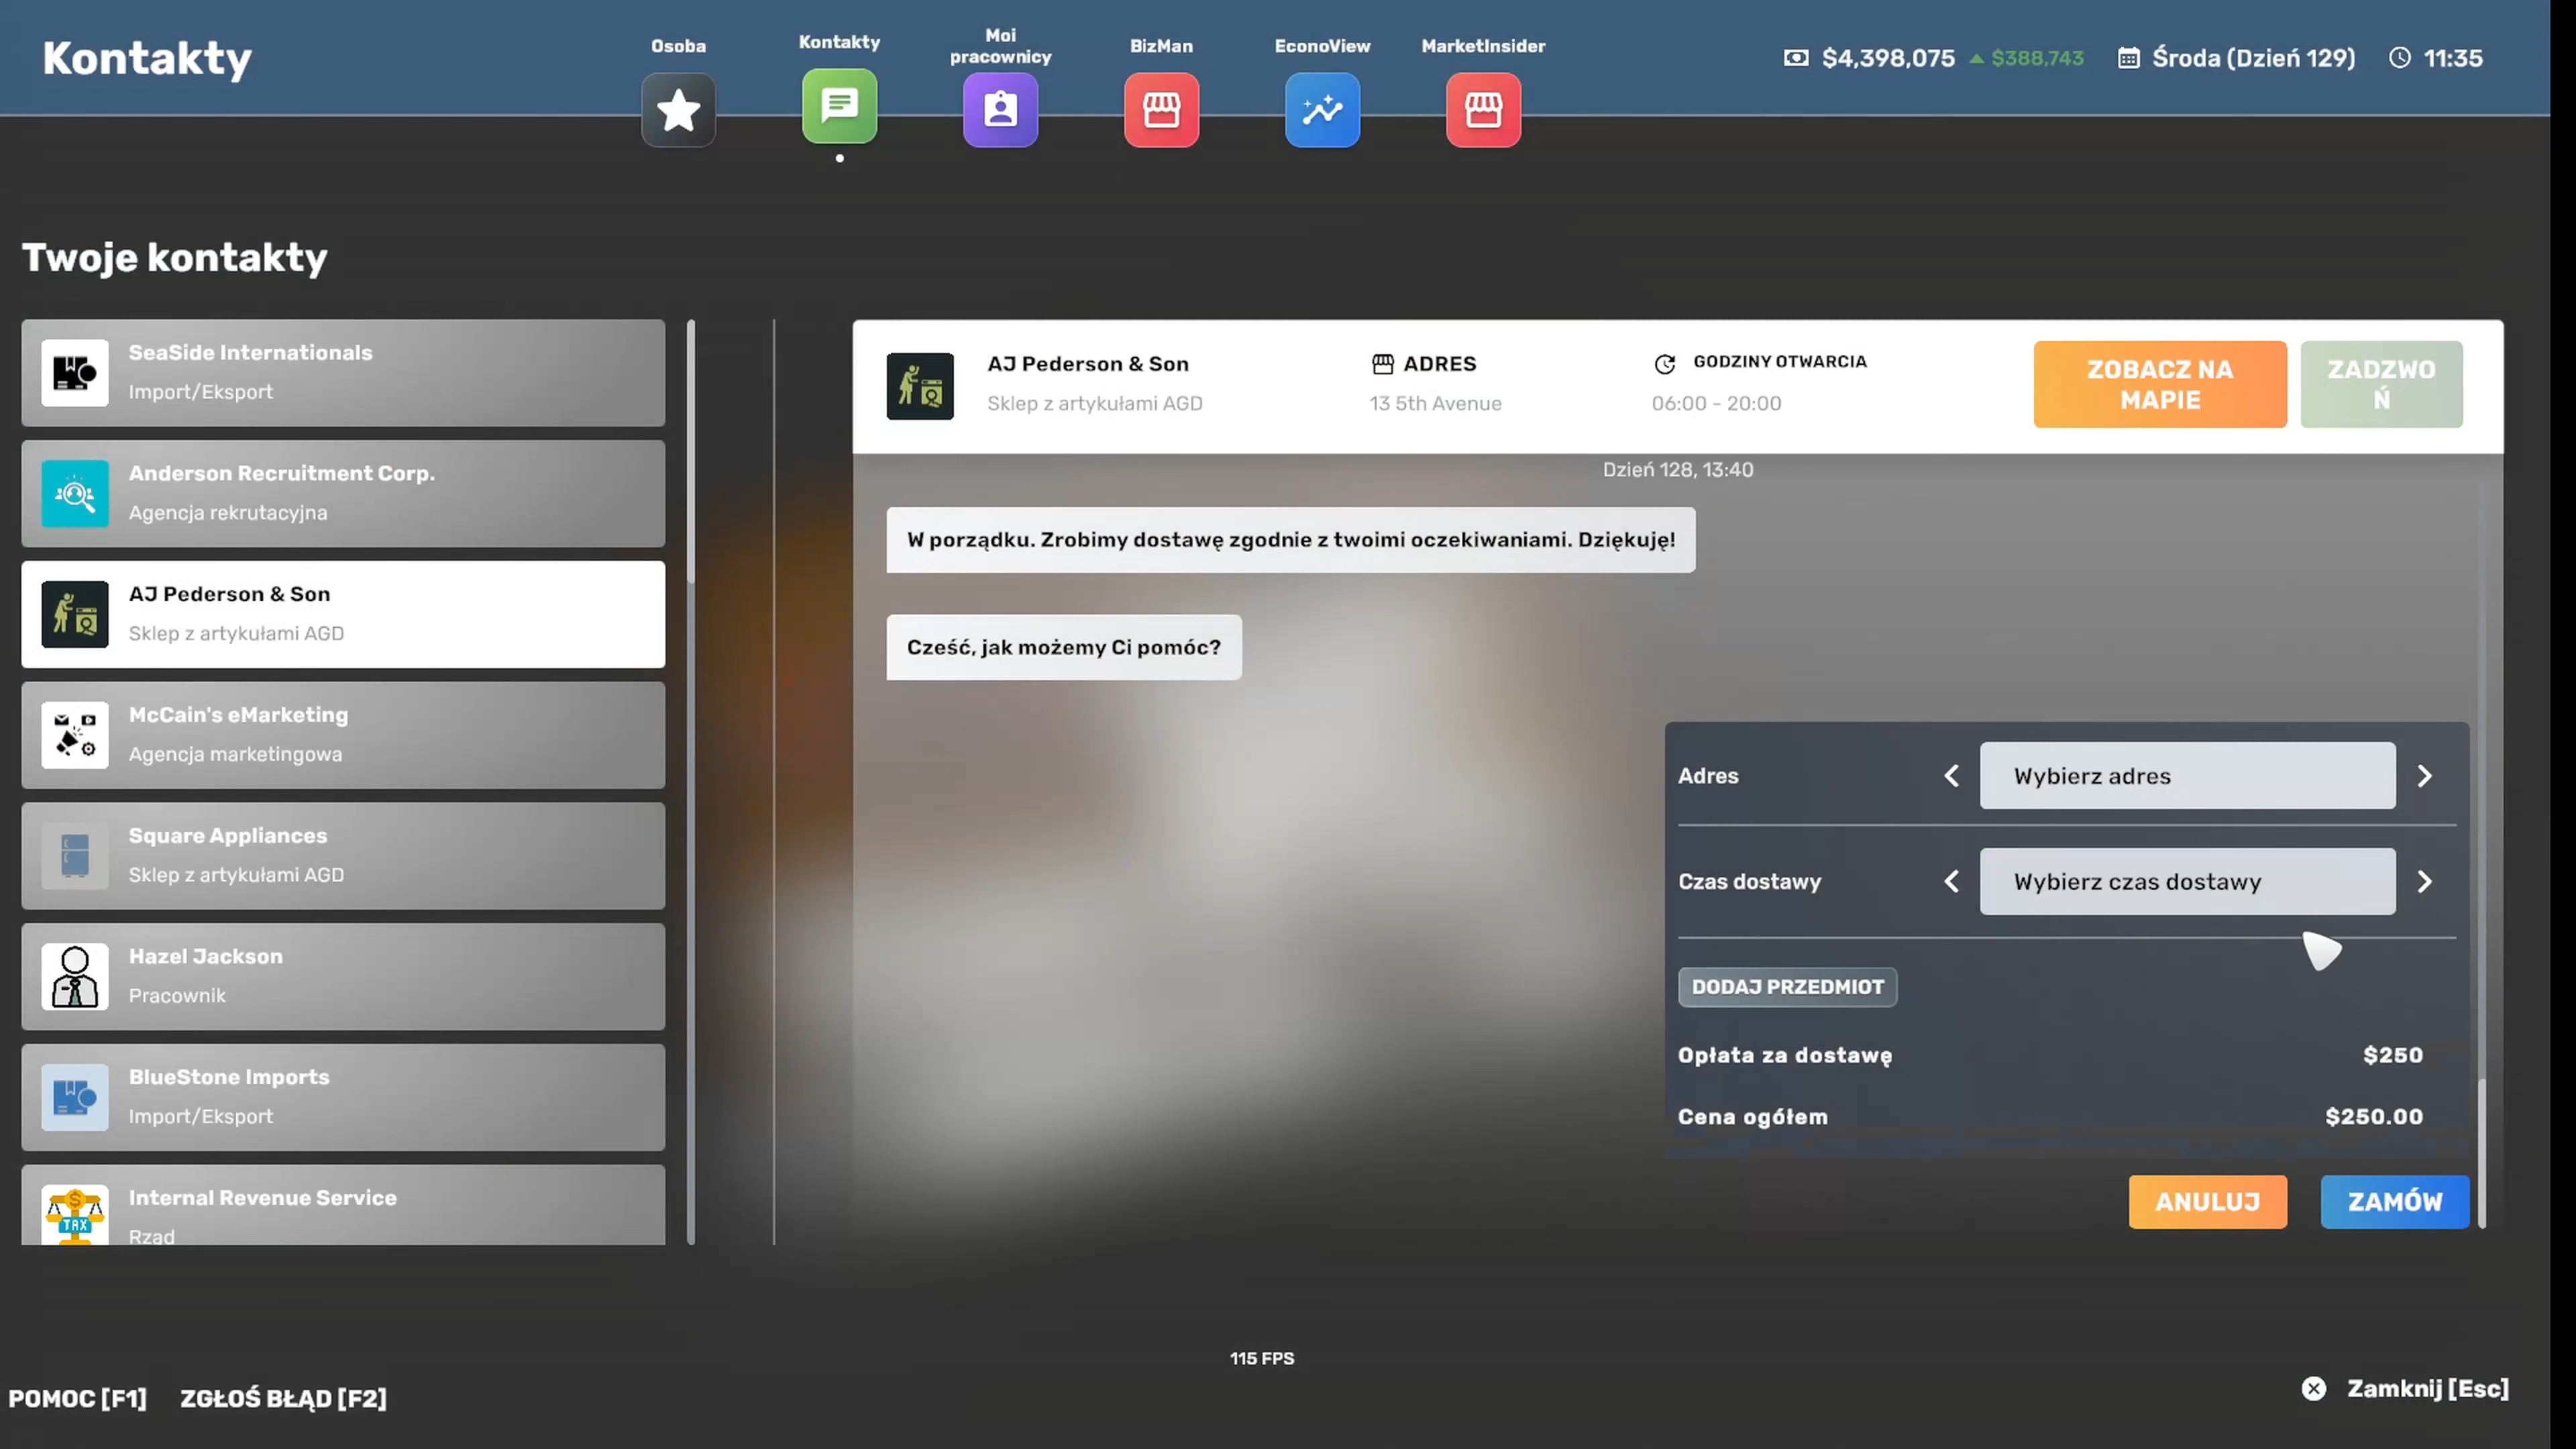 Kontakty
Osoba
Kontakty
Moi
pracownicy
BizMan
EconoView
MarketInsider
$4,398,075
$388,743
Środa (Dzień 129)
11:35
Twoje kontakty
SeaSide Internationals
Import/Eksport
Anderson Recruitment Corp.
Agencja rekrutacyjna
AJ Pederson & Son
Sklep z artykułami AGD
McCain's eMarketing
Agencja marketingowa
Square Appliances
Sklep z artykułami AGD
Hazel Jackson
Pracownik
BlueStone Imports
Import/Eksport
Internal Revenue Service
TAX
Rząd
AJ Pederson & Son
Sklep z artykułami AGD
ADRES
13 5th Avenue
GODZINY OTWARCIA
06:00 - 20:00
ZOBACZ NA
MAPIE
ZADZWO
Ń
Dzień 128, 13:40
W porządku. Zrobimy dostawę zgodnie z twoimi oczekiwaniami. Dziękuję!
Cześć, jak możemy Ci pomóc?
Adres
Wybierz adres
Czas dostawy
Wybierz czas dostawy
DODAJ PRZEDMIOT
Opłata za dostawę
$250
Cena ogółem
$250.00
ANULUJ
ZAMÓW
115 FPS
POMOC [F1]
ZGŁOŚ BŁĄD [F2]
Zamknij [Esc]